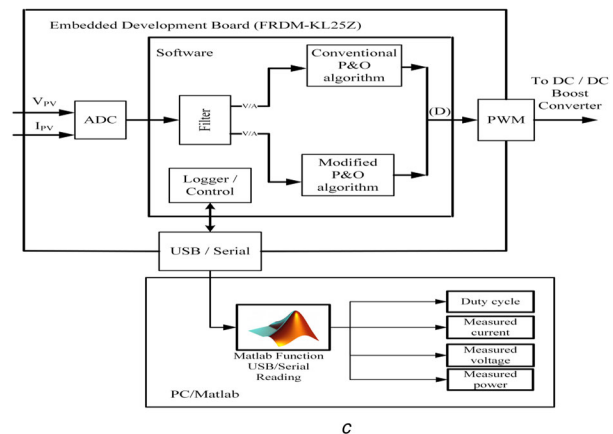 Embedded Development Board (FRDM-KL25Z)
Software
Conventional
P&O
algorithm
To DC / DC
Boost
Converter
VPV
IPV
ADC
Filter
V/A
V/A
(D)
PWM
Modified
P&O
algorithm
Logger /
Control
USB / Serial
Matlab Function
USB/Serial
Reading
Duty cycle
Measured
current
Measured
voltage
Measured
power
PC/Matlab
c